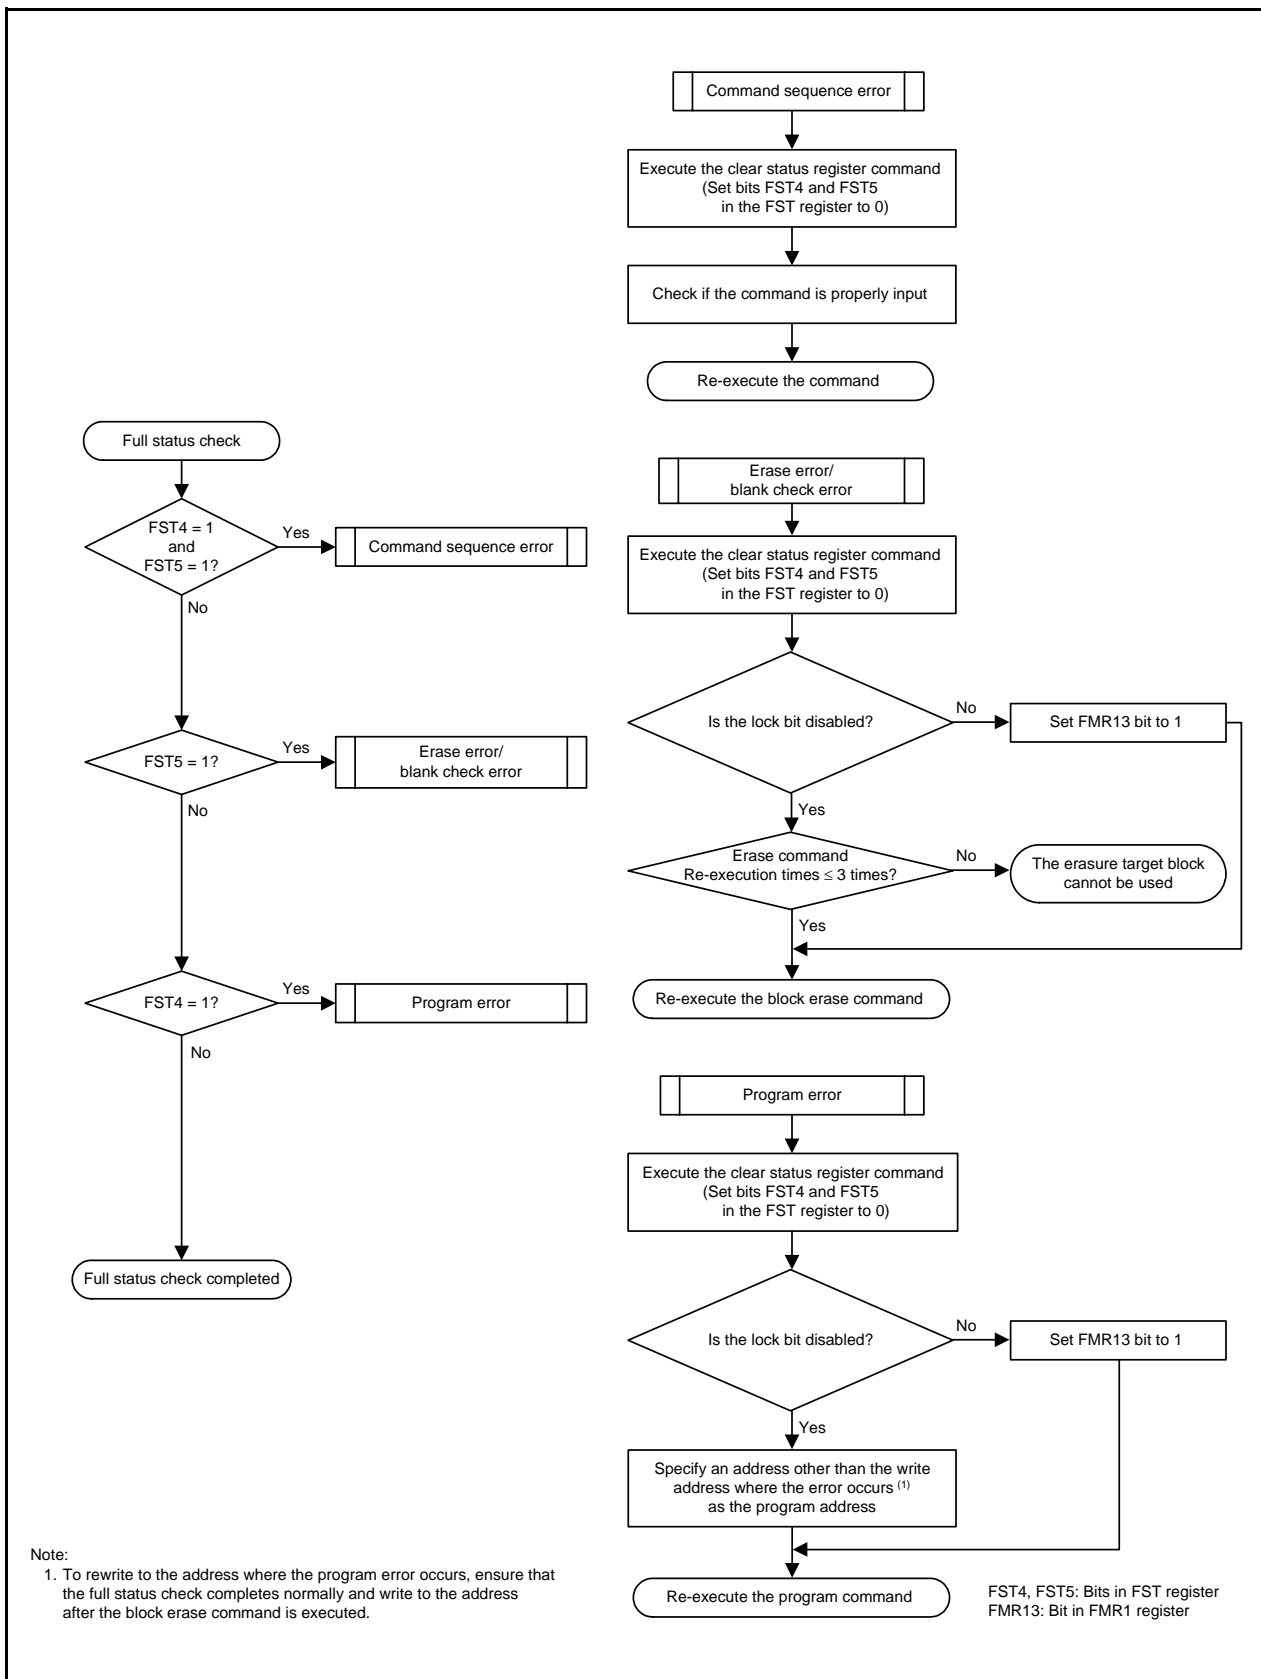 Command sequence error
Execute the clear status register command
(Set bits FST4 and FST5
in the FST register to 0)
Check if the command is properly input
Re-execute the command
Full status check
FST4 = 1
and
FST5 = 1?
Yes
Command sequence error
No
FST5 = 1?
Yes
Erase error/
blank check error
No
FST4 = 1?
Yes
Program error
No
Full status check completed
Erase error/
blank check error
Execute the clear status register command
(Set bits FST4 and FST5
in the FST register to 0)
Is the lock bit disabled?
No
Set FMR13 bit to 1
Yes
Erase command
Re-execution times ≤ 3 times?
No
The erasure target block
cannot be used
Yes
Re-execute the block erase command
Program error
Execute the clear status register command
(Set bits FST4 and FST5
in the FST register to 0)
Is the lock bit disabled?
No
Set FMR13 bit to 1
Yes
Specify an address other than the write
address where the error occurs (1)
as the program address
Re-execute the program command
Note:
1. To rewrite to the address where the program error occurs, ensure that
the full status check completes normally and write to the address
after the block erase command is executed.
FST4, FST5: Bits in FST register
FMR13: Bit in FMR1 register